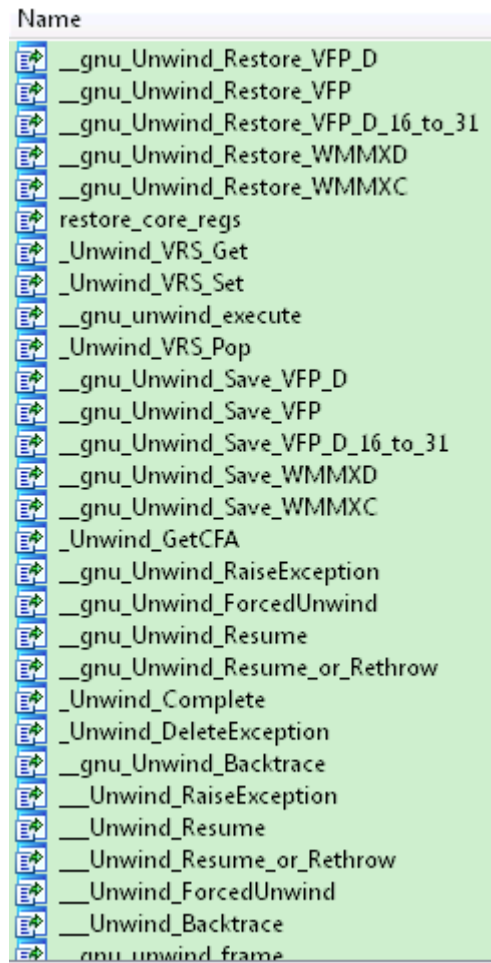 Name
__gnu_Unwind_Restore_VFP_D
__gnu_Unwind_Restore_VFP
__gnu_Unwind_Restore_VFP_D_16_to_31
__gnu_Unwind_Restore_WMMXD
__gnu_Unwind_Restore_WMMXC
restore_core_regs
_Unwind_VRS_Get
_Unwind_VRS_Set
__gnu_unwind_execute
_Unwind_VRS_Pop
__gnu_Unwind_Save_VFP_D
__gnu_Unwind_Save_VFP
__gnu_Unwind_Save_VFP_D_16_to_31
__gnu_Unwind_Save_WMMXD
__gnu_Unwind_Save_WMMXC
_Unwind_GetCFA
__gnu_Unwind_RaiseException
__gnu_Unwind_ForcedUnwind
__gnu_Unwind_Resume
__gnu_Unwind_Resume_or_Rethrow
_Unwind_Complete
_Unwind_DeleteException
__gnu_Unwind_Backtrace
___Unwind_RaiseException
___Unwind_Resume
___Unwind_Resume_or_Rethrow
___Unwind_ForcedUnwind
___Unwind_Backtrace
__gnu_unwind_frame